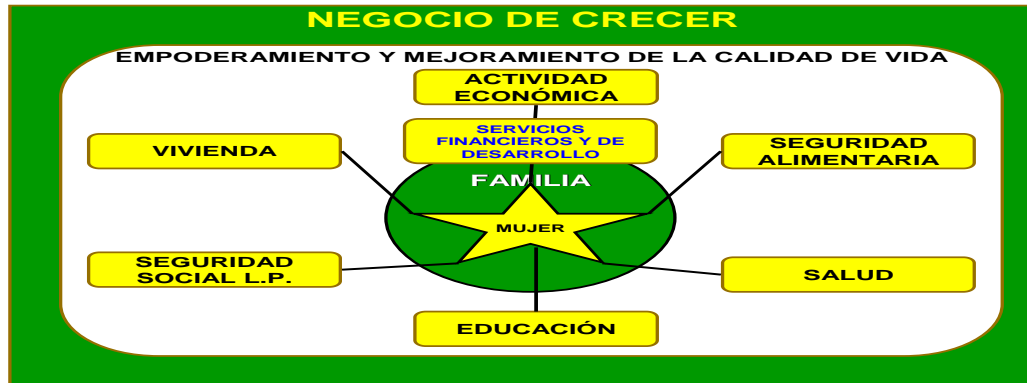 NEGOCIO DE CRECER
EMPODERAMIENTO Y MEJORAMIENTO DE LA CALIDAD DE VIDA
ACTIVIDAD
ECONÓMICA
SERVICIOS
FINANCIEROS Y DE
DESARROLLO
VIVIENDA
SEGURIDAD
ALIMENTARIA
FAMILIA
MUJER
SEGURIDAD
SOCIAL L.P.
SALUD
EDUCACIÓN